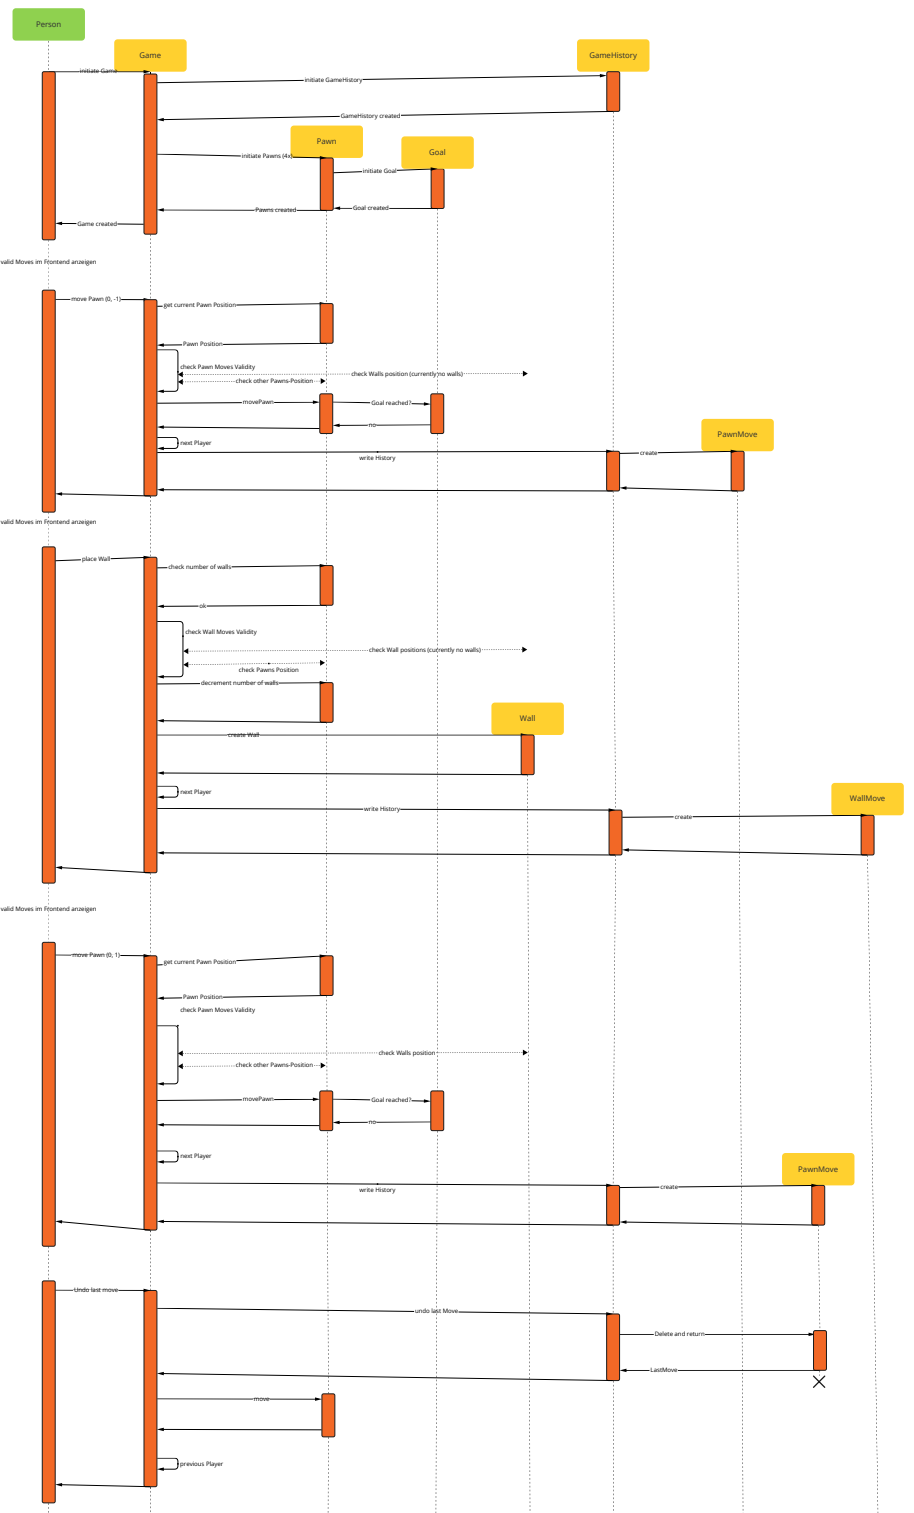 Person
Game
GameHistory
initiate Game
initiate GameHistory
GameHistory created
Pawn
Goal
initiate Pawns (4x)
initiate Goal
Pawns created
Goal created
Game created
valid Moves im Frontend anzeigen
move Pawn (0, -1)
get current Pawn Position
Pawn Position
check Pawn Moves Validity
check Walls position (currently no walls)
check other Pawns-Position
movePawn
Goal reached?
no
PawnMove
next Player
write History
create
valid Moves im Frontend anzeigen
place Wall
check number of walls
ok
check Wall Moves Validity
check Wall positions (currently no walls)
check Pawns Position
decrement number of walls
Wall
create Wall
next Player
WallMove
write History
create
valid Moves im Frontend anzeigen
move Pawn (0, 1)
get current Pawn Position
Pawn Position
check Pawn Moves Validity
check Walls position
check other Pawns-Position
movePawn
Goal reached?
no
next Player
PawnMove
write History
create
Undo last move
undo last Move
Delete and return
LastMove
move
previous Player